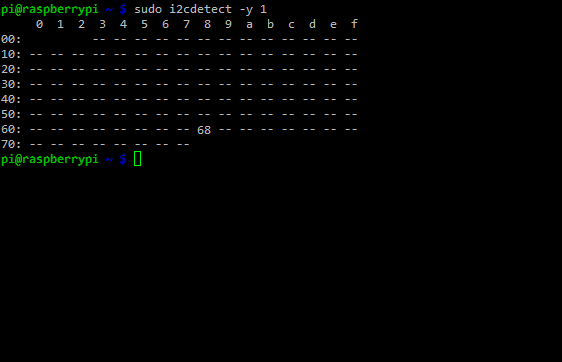 pi@raspberrypi ~ $ sudo i2cdetect -y 1
     0  1  2  3  4  5  6  7  8  9  a  b  c  d  e  f
00:          -- -- -- -- -- -- -- -- -- -- -- -- --
10: -- -- -- -- -- -- -- -- -- -- -- -- -- -- -- --
20: -- -- -- -- -- -- -- -- -- -- -- -- -- -- -- --
30: -- -- -- -- -- -- -- -- -- -- -- -- -- -- -- --
40: -- -- -- -- -- -- -- -- -- -- -- -- -- -- -- --
50: -- -- -- -- -- -- -- -- -- -- -- -- -- -- -- --
60: -- -- -- -- -- -- -- -- 68 -- -- -- -- -- -- --
70: -- -- -- -- -- -- -- --
pi@raspberrypi ~ $